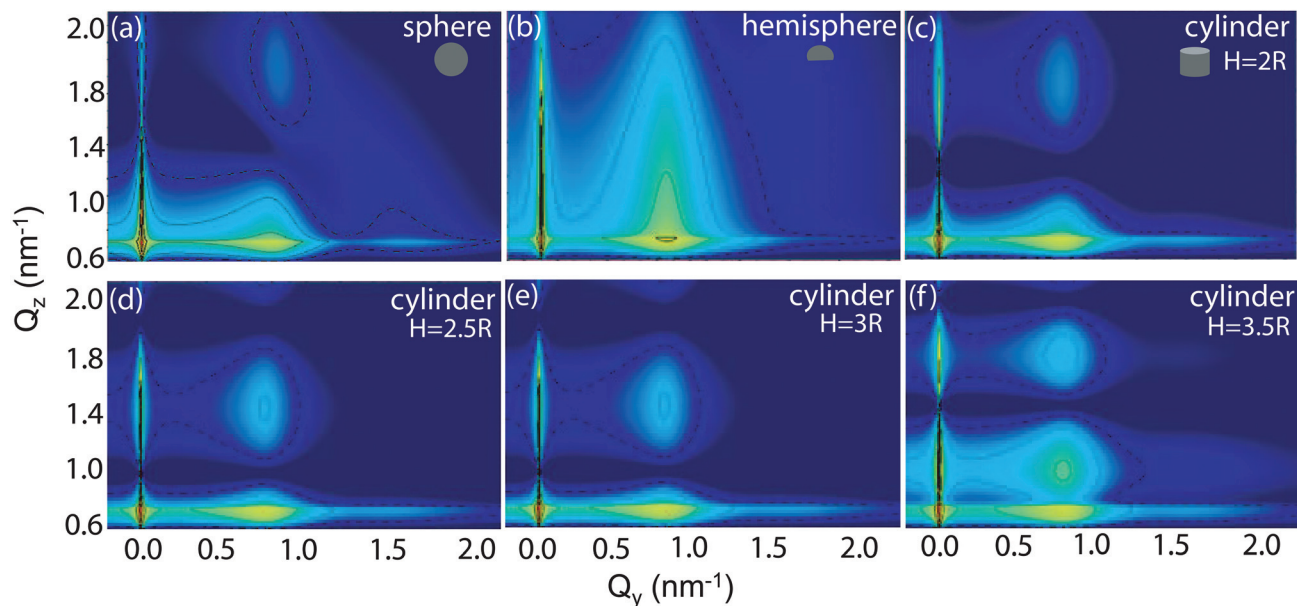 (a) sphere
(b) hemisphere
(c) cylinder
H=2R
2.0
1.8
1.4
1.0
0.6
(d) cylinder
H=2.5R
(e) cylinder
H=3R
(f) cylinder
H=3.5R
2.0
1.8
1.4
1.0
0.6
Qz (nm-1)
0.0 0.5 1.0 1.5 2.0
0.0 0.5 1.0 1.5 2.0
0.0 0.5 1.0 1.5 2.0
Qy (nm-1)